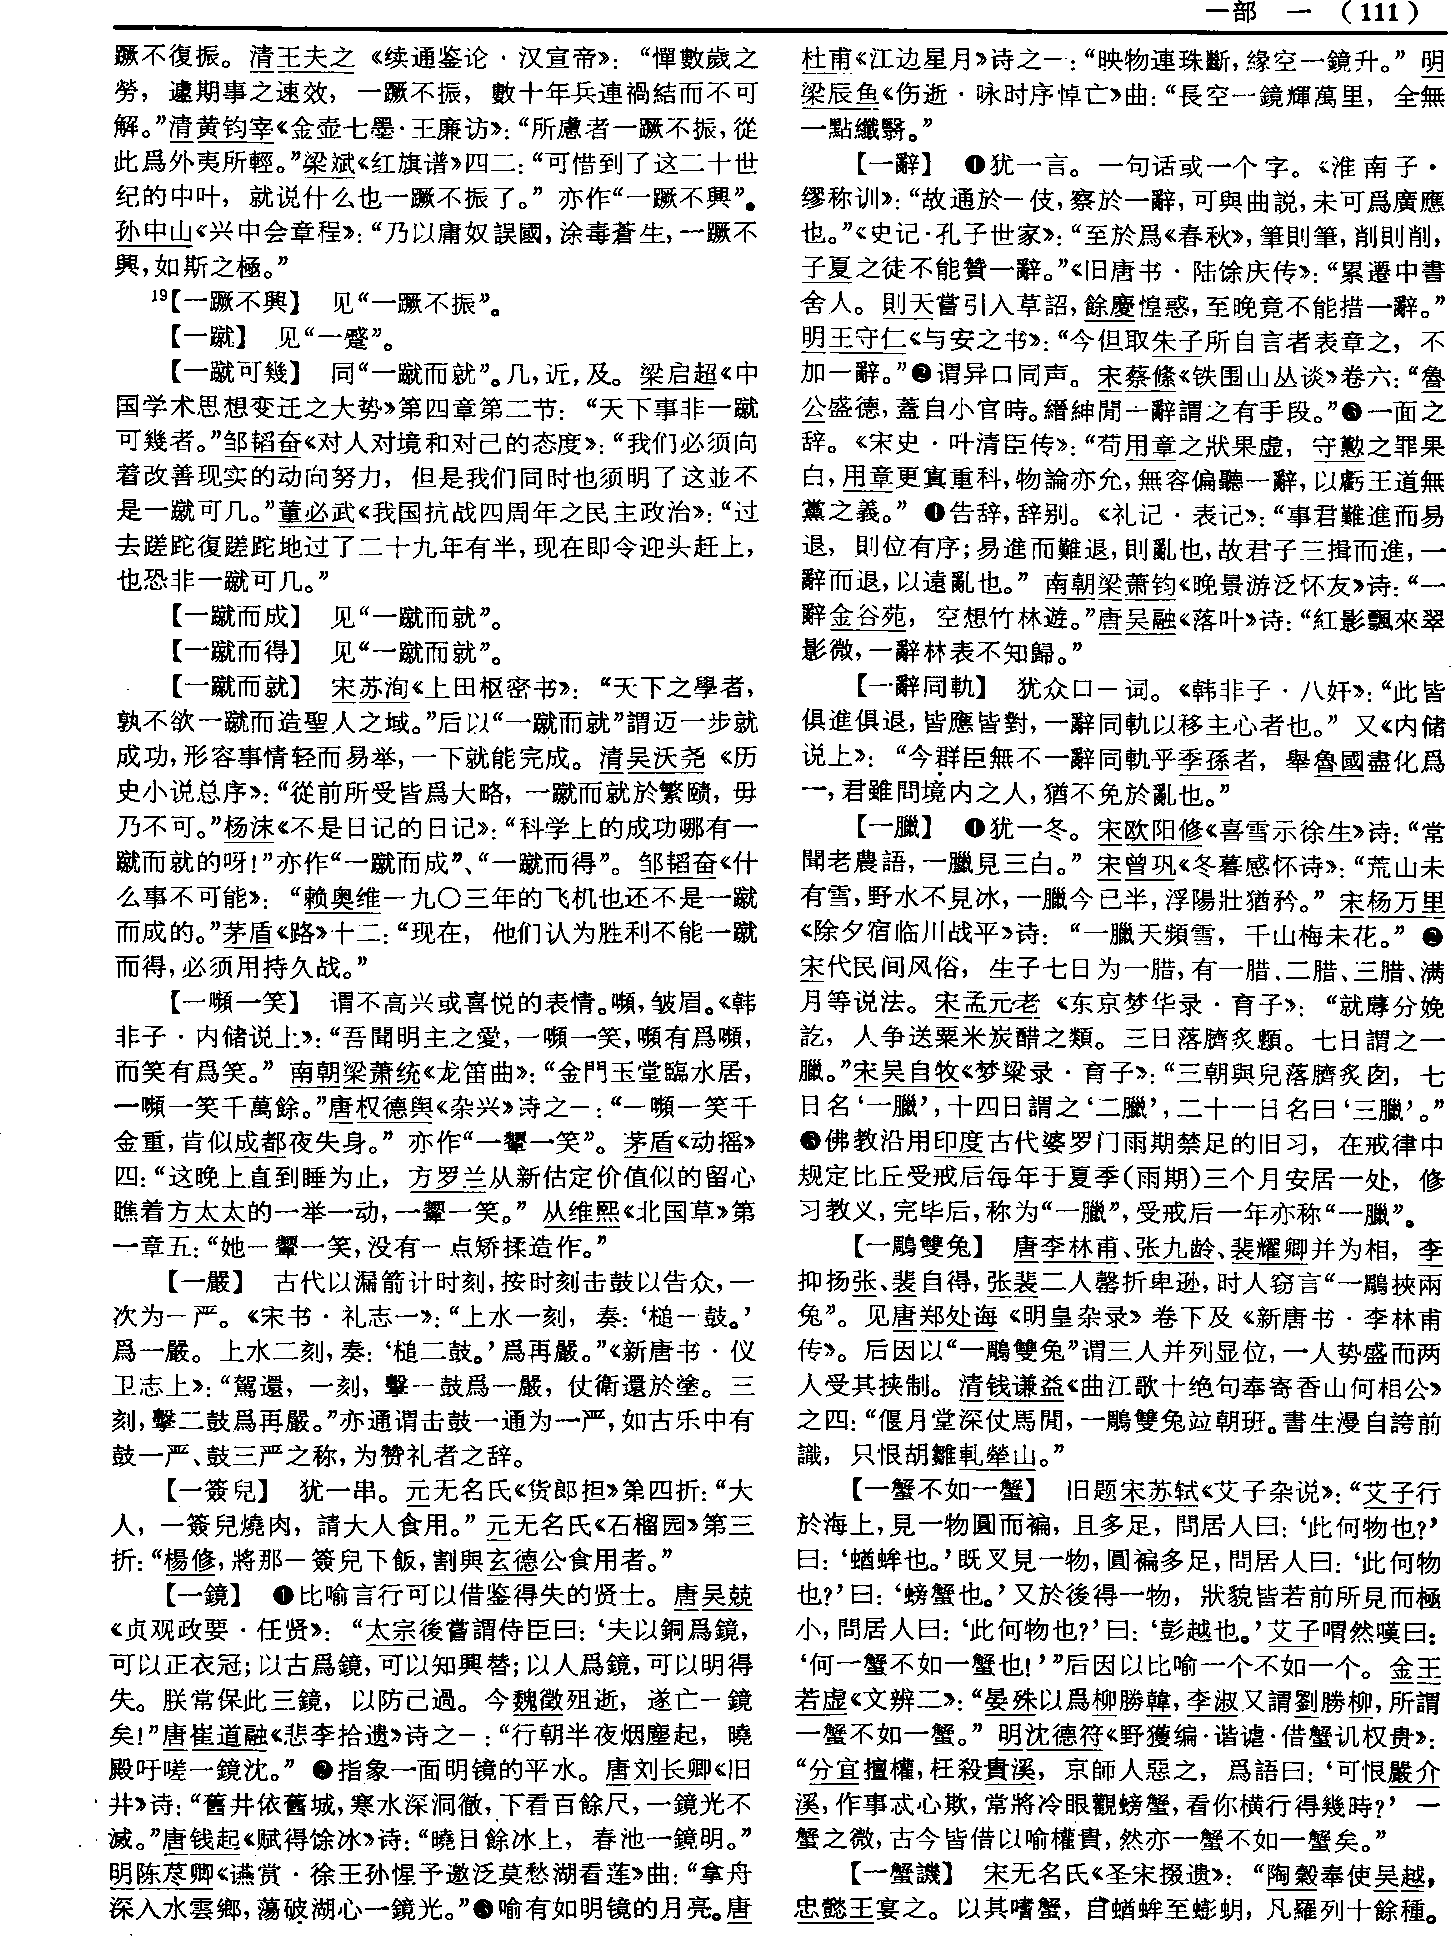 一部　一　（111）
蹶不復振。清王夫之《续通鉴论·汉宣帝》：“憚數歲之
勞，遽期事之速效，一蹶不振，數十年兵連禍結而不可
解。”清黄钧宰《金壶七墨·王廉访》：“所慮者一蹶不振，從
此爲外夷所輕。”梁斌《红旗谱》四二：“可惜到了这二十世
纪的中叶，就说什么也一蹶不振了。”亦作“一蹶不興”。
孙中山《兴中会章程》：“乃以庸奴誤國，涂毒蒼生，一蹶不
興，如斯之極。”
19【一蹶不興】　见“一蹶不振”。
【一蹴】　见“一蹩”。
【一蹴可幾】　同“一蹴而就”。几，近，及。梁启超《中
国学术思想变迁之大势》第四章第二节：“天下事非一蹴
可幾者。”邹韬奋《对人对境和对己的态度》：“我们必须向
着改善现实的动向努力，但是我们同时也须明了这並不
是一蹴可几。”董必武《我国抗战四周年之民主政治》：“过
去蹉跎復蹉跎地过了二十九年有半，现在即令迎头赶上，
也恐非一蹴可几。”
【一蹴而成】　见“一蹴而就”。
【一蹴而得】　见“一蹴而就”。
【一蹴而就】　宋苏洵《上田枢密书》：“天下之學者，
孰不欲一蹴而造聖人之域。”后以“一蹴而就”謂迈一步就
成功，形容事情轻而易举，一下就能完成。清吴沃尧《历
史小说总序》：“從前所受皆爲大略，一蹴而就於繁賾，毋
乃不可。”杨沫《不是日记的日记》：“科学上的成功哪有一
蹴而就的呀！”亦作“一蹴而成”、“一蹴而得”。邹韬奋《什
么事不可能》：“赖奥维一九〇三年的飞机也还不是一蹴
而成的。”茅盾《路》十二：“现在，他们认为胜利不能一蹴
而得，必须用持久战。”
【一嚬一笑】　谓不高兴或喜悦的表情。嚬，皱眉。《韩
非子·内储说上》：“吾聞明主之愛，一嚬一笑，嚬有爲嚬，
而笑有爲笑。”南朝梁萧统《龙笛曲》：“金門玉堂臨水居，
一嚬一笑千萬餘。”唐权德舆《杂兴》诗之一：“一嚬一笑千
金重，肯似成都夜失身。”亦作“一顰一笑”。茅盾《动摇》
四：“这晚上直到睡为止，方罗兰从新估定价值似的留心
瞧着方太太的一举一动，一顰一笑。”从维熙《北国草》第
一章五：“她一顰一笑，没有一点矫揉造作。”
【一嚴】　古代以漏箭计时刻，按时刻击鼓以告众，一
次为一严。《宋书·礼志一》：“上水一刻，奏：‘槌一鼓。’
爲一嚴。上水二刻，奏：‘槌二鼓。’爲再嚴。”《新唐书·仪
卫志上》：“駕還，一刻，擊一鼓爲一嚴，仗衛還於塗。三
刻，擊二鼓爲再嚴。”亦通谓击鼓一通为一严，如古乐中有
鼓一严、鼓三严之称，为赞礼者之辞。
【一簽兒】　犹一串。元无名氏《货郎担》第四折：“大
人，一簽兒燒肉，請大人食用。”元无名氏《石榴园》第三
折：“楊修，將那一簽兒下飯，割與玄德公食用者。”
【一鏡】　❶比喻言行可以借鉴得失的贤士。唐吴兢
《贞观政要·任贤》：“太宗後嘗謂侍臣曰：‘夫以銅爲鏡，
可以正衣冠；以古爲鏡，可以知興替；以人爲鏡，可以明得
失。朕常保此三鏡，以防己過。今魏徵殂逝，遂亡一鏡
矣！’”唐崔道融《悲李拾遗》诗之一：“行朝半夜烟塵起，曉
殿吁嗟一鏡沈。”❷指象一面明镜的平水。唐刘长卿《旧
井》诗：“舊井依舊城，寒水深洞徹，下看百餘尺，一鏡光不
滅。”唐钱起《赋得馀冰》诗：“曉日餘冰上，春池一鏡明。”
明陈荩卿《谯赏·徐王孙惺予邀泛莫愁湖看莲》曲：“拿舟
深入水雲鄉，蕩破湖心一鏡光。”❸喻有如明镜的月亮。唐
杜甫《江边星月》诗之一：“映物連珠斷，緣空一鏡升。”明
梁辰鱼《伤逝·咏时序悼亡》曲：“長空一鏡輝萬里，全無
一點纖翳。”
【一辭】　❶犹一言。一句话或一个字。《淮南子·
缪称训》：“故通於一伎，察於一辭，可與曲説，未可爲廣應
也。”《史记·孔子世家》：“至於爲《春秋》，筆則筆，削則削，
子夏之徒不能贊一辭。”《旧唐书·陆馀庆传》：“累遷中書
舍人。則天嘗引入草詔，餘慶惶惑，至晚竟不能措一辭。”
明王守仁《与安之书》：“今但取朱子所自言者表章之，不
加一辭。”❷谓异口同声。宋蔡絛《铁围山丛谈》卷六：“魯
公盛德，蓋自小官時。縉紳閒一辭謂之有手段。”❸一面之
辞。《宋史·叶清臣传》：“苟用章之狀果虚，守懃之罪果
白，用章更寘重科，物論亦允，無容偏聽一辭，以虧王道無
黨之義。”❹告辞，辞别。《礼记·表记》：“事君難進而易
退，則位有序；易進而難退，則亂也，故君子三揖而進，一
辭而退，以遠亂也。”南朝梁萧钧《晚景游泛怀友》诗：“一
辭金谷苑，空想竹林遊。”唐吴融《落叶》诗：“紅影飄來翠
影微，一辭林表不知歸。”
【一辭同軌】　犹众口一词。《韩非子·八奸》：“此皆
俱進俱退，皆應皆對，一辭同軌以移主心者也。”又《内储
说上》：“今群臣無不一辭同軌乎季孫者，舉魯國盡化爲
一，君雖問境内之人，猶不免於亂也。”
【一臘】　❶犹一冬。宋欧阳修《喜雪示徐生》诗：“常
聞老農語，一臘見三白。”宋曾巩《冬暮感怀诗》：“荒山未
有雪，野水不見冰，一臘今已半，浮陽壯猶矜。”宋杨万里
《除夕宿临川战平》诗：“一臘天頻雪，千山梅未花。”❷
宋代民间风俗，生子七日为一腊，有一腊、二腊、三腊、满
月等说法。宋孟元老《东京梦华录·育子》：“就蓐分娩
訖，人争送粟米炭醋之類。三日落臍炙顖。七日謂之一
臘。”宋吴自牧《梦粱录·育子》：“三朝與兒落臍炙囟，七
日名‘一臘’，十四日謂之‘二臘’，二十一日名曰‘三臘’。”
❸佛教沿用印度古代婆罗门雨期禁足的旧习，在戒律中
规定比丘受戒后每年于夏季(雨期)三个月安居一处，修
习教义，完毕后，称为“一臘”，受戒后一年亦称“一臘”。
【一鵰雙兔】　唐李林甫、张九龄、裴耀卿并为相，李
抑扬张、裴自得，张裴二人罄折卑逊，时人窃言“一鵰挾兩
兔”。见唐郑处诲《明皇杂录》卷下及《新唐书·李林甫
传》。后因以“一鵰雙兔”谓三人并列显位，一人势盛而两
人受其挟制。清钱谦益《曲江歌十绝句奉寄香山何相公》
之四：“偃月堂深仗馬閒，一鵰雙兔竝朝班。書生漫自誇前
識，只恨胡雛軋犖山。”
【一蟹不如一蟹】　旧题宋苏轼《艾子杂说》：“艾子行
於海上，見一物圓而褊，且多足，問居人曰：‘此何物也？’
曰：‘蝤蛑也。’既又見一物，圓褊多足，問居人曰：‘此何物
也？’曰：‘螃蟹也。’又於後得一物，狀貌皆若前所見而極
小，問居人曰：‘此何物也？’曰：‘彭越也。’艾子喟然嘆曰：
‘何一蟹不如一蟹也！’”后因以比喻一个不如一个。金王
若虚《文辨二》：“晏殊以爲柳勝韓，李淑又謂劉勝柳，所謂
一蟹不如一蟹。”明沈德符《野獲编·谐谑·借蟹讥权贵》：
“分宜擅權，枉殺貴溪，京師人惡之，爲語曰：‘可恨嚴介
溪，作事忒心欺，常將冷眼觀螃蟹，看你横行得幾時？’一
蟹之微，古今皆借以喻權貴，然亦一蟹不如一蟹矣。”
【一蟹譏】　宋无名氏《圣宋掇遗》：“陶穀奉使吴越，
忠懿王宴之。以其嗜蟹，自蝤蛑至蟛蚏，凡羅列十餘種。